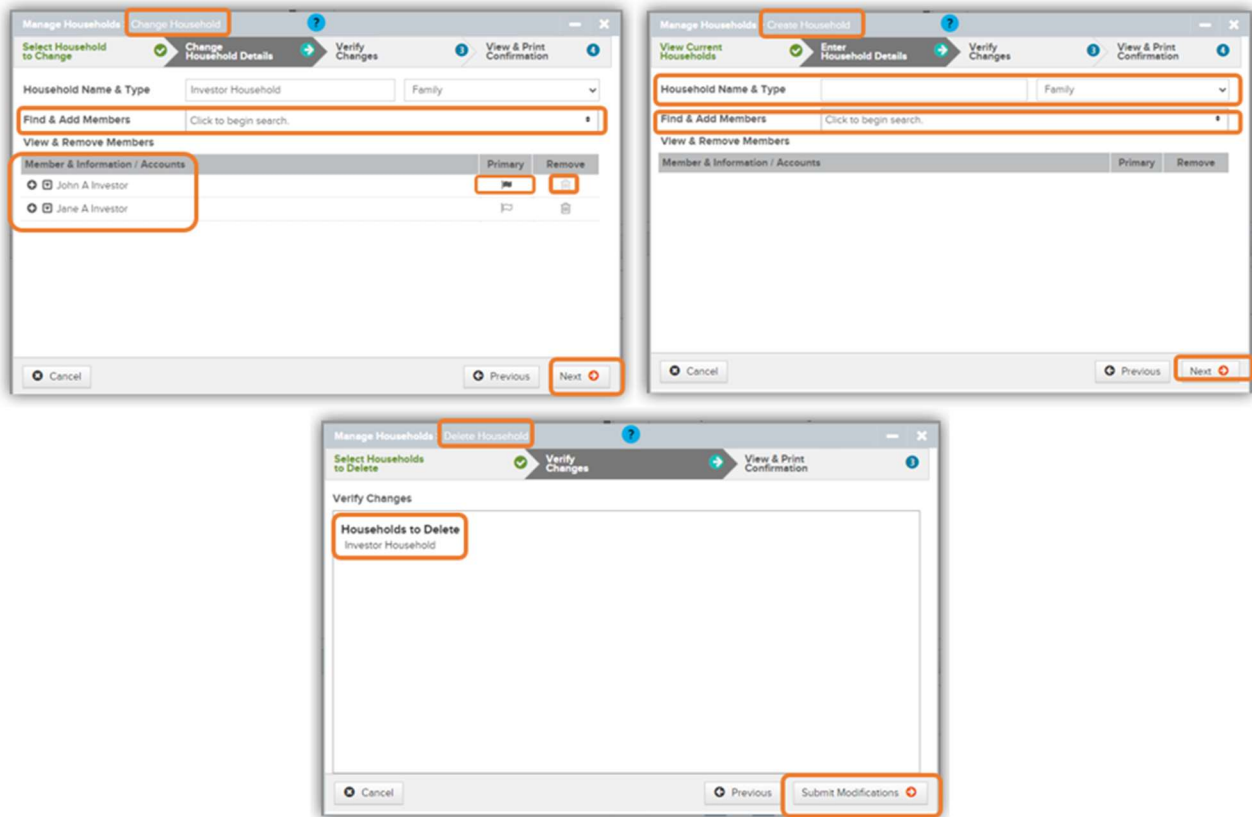 Manage Households Change Household ?
Select Household to Change
Change Household Details
Verify Changes 3
View & Print Confirmation 4
Household Name & Type Investor Household Family
Find & Add Members Click to begin search.
View & Remove Members
Member & Information / Accounts Primary Remove
John A Investor
Jane A Investor
Cancel Previous Next
Manage Households Create Household ?
View Current Households
Enter Household Details
Verify Changes 3
View & Print Confirmation 4
Household Name & Type Family
Find & Add Members Click to begin search.
View & Remove Members
Member & Information / Accounts Primary Remove
Cancel Previous Next
Manage Households Delete Household ?
Select Households to Delete
Verify Changes
View & Print Confirmation 3
Verify Changes
Households to Delete
Investor Household
Cancel Previous Submit Modifications